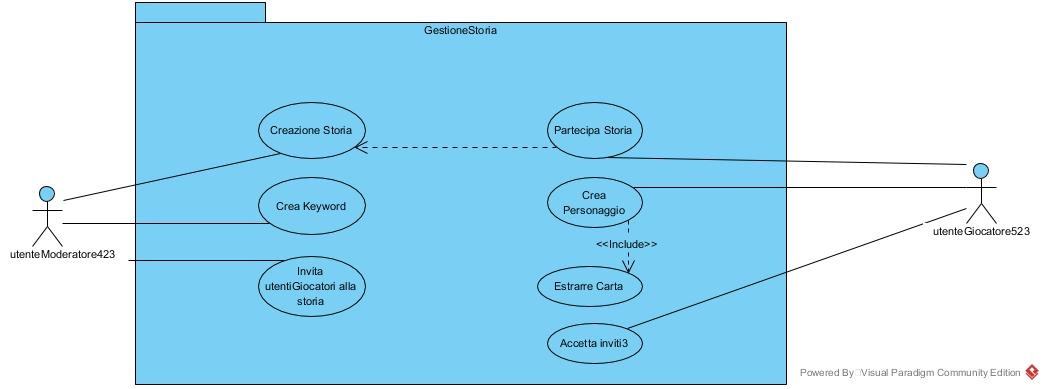 GestioneStoria
Creazione Storia
Partecipa Storia
Crea Keyword
Crea
Personaggio
utenteModeratore423
utenteGiocatore523
<<Include>>
Invita
utentiGiocatori alla
storia
Estrarre Carta
Accetta inviti3
Powered By Visual Paradigm Community Edition